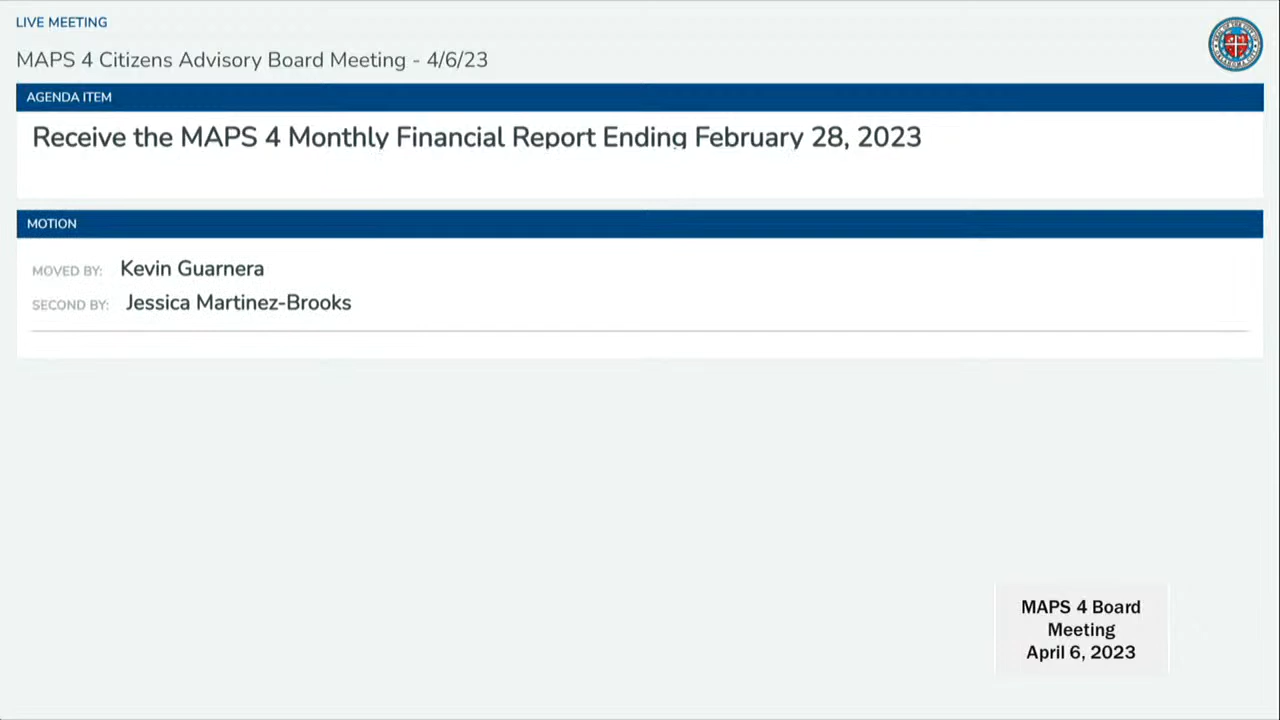 LIVE MEETING
MAPS 4 Citizens Advisory Board Meeting - 4/6/23
AGENDA ITEM
Receive the MAPS 4 Monthly Financial Report Ending February 28, 2023
MOTION
MOVED BY: Kevin Guarnera
SECOND BY: Jessica Martinez-Brooks
MAPS 4 Board
Meeting
April 6, 2023